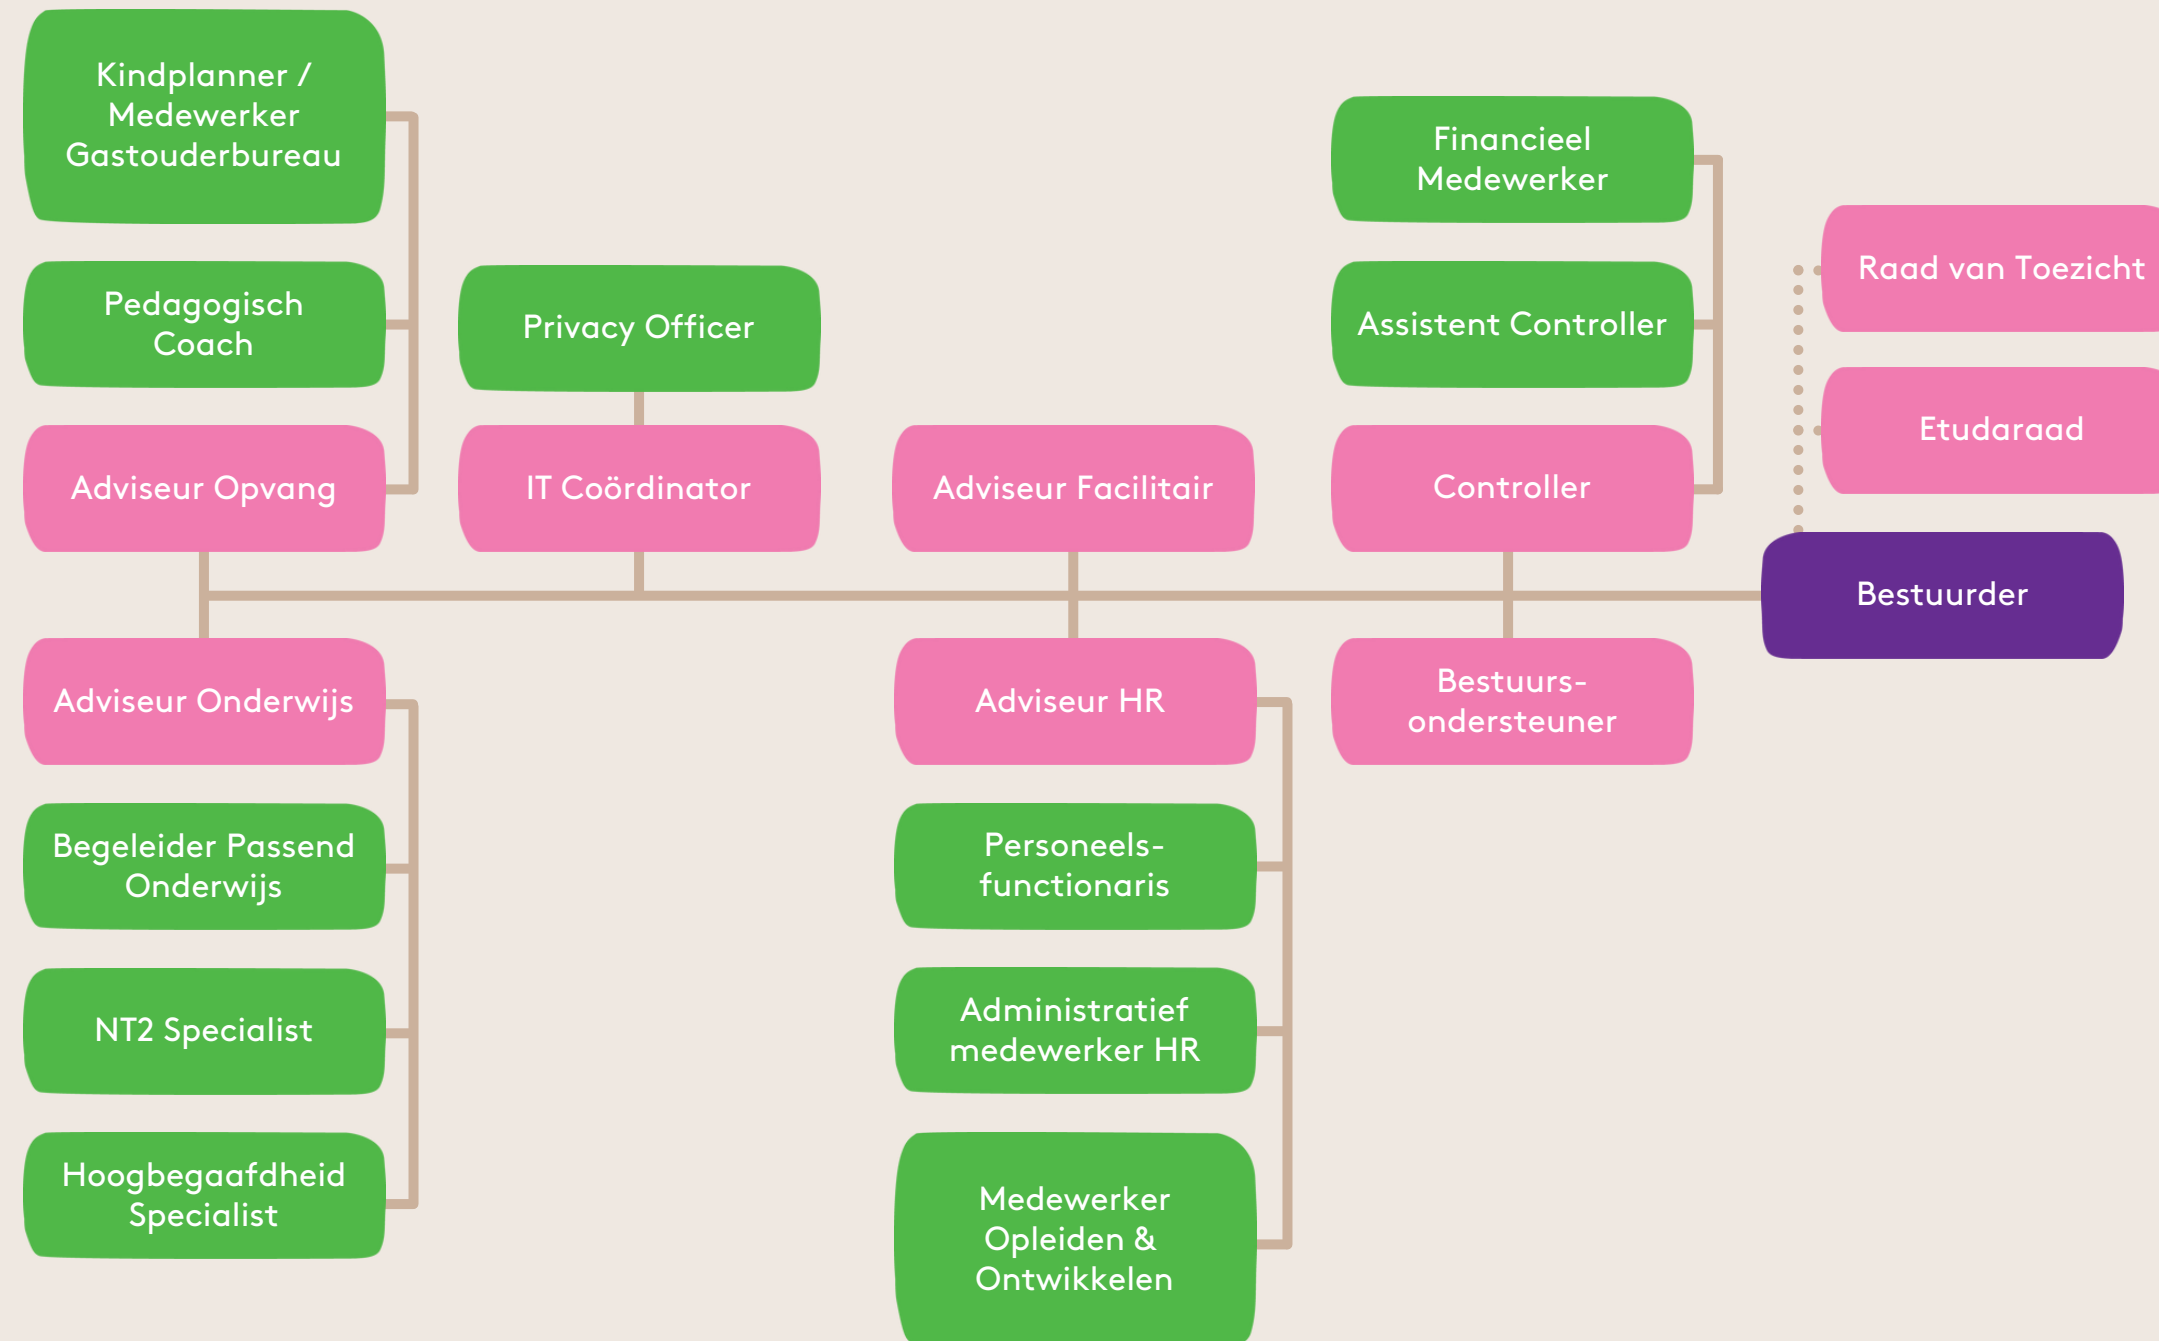 Kindplanner /
Medewerker
Gastouderbureau
Financieel
Medewerker
Raad van Toezicht
Pedagogisch
Coach
Privacy Officer
Assistent Controller
Etudaraad
Adviseur Opvang
IT Coördinator
Adviseur Facilitair
Controller
Bestuurder
Adviseur Onderwijs
Adviseur HR
Bestuurs-
ondersteuner
Begeleider Passend
Onderwijs
Personeels-
functionaris
NT2 Specialist
Administratief
medewerker HR
Hoogbegaafdheid
Specialist
Medewerker
Opleiden &
Ontwikkelen